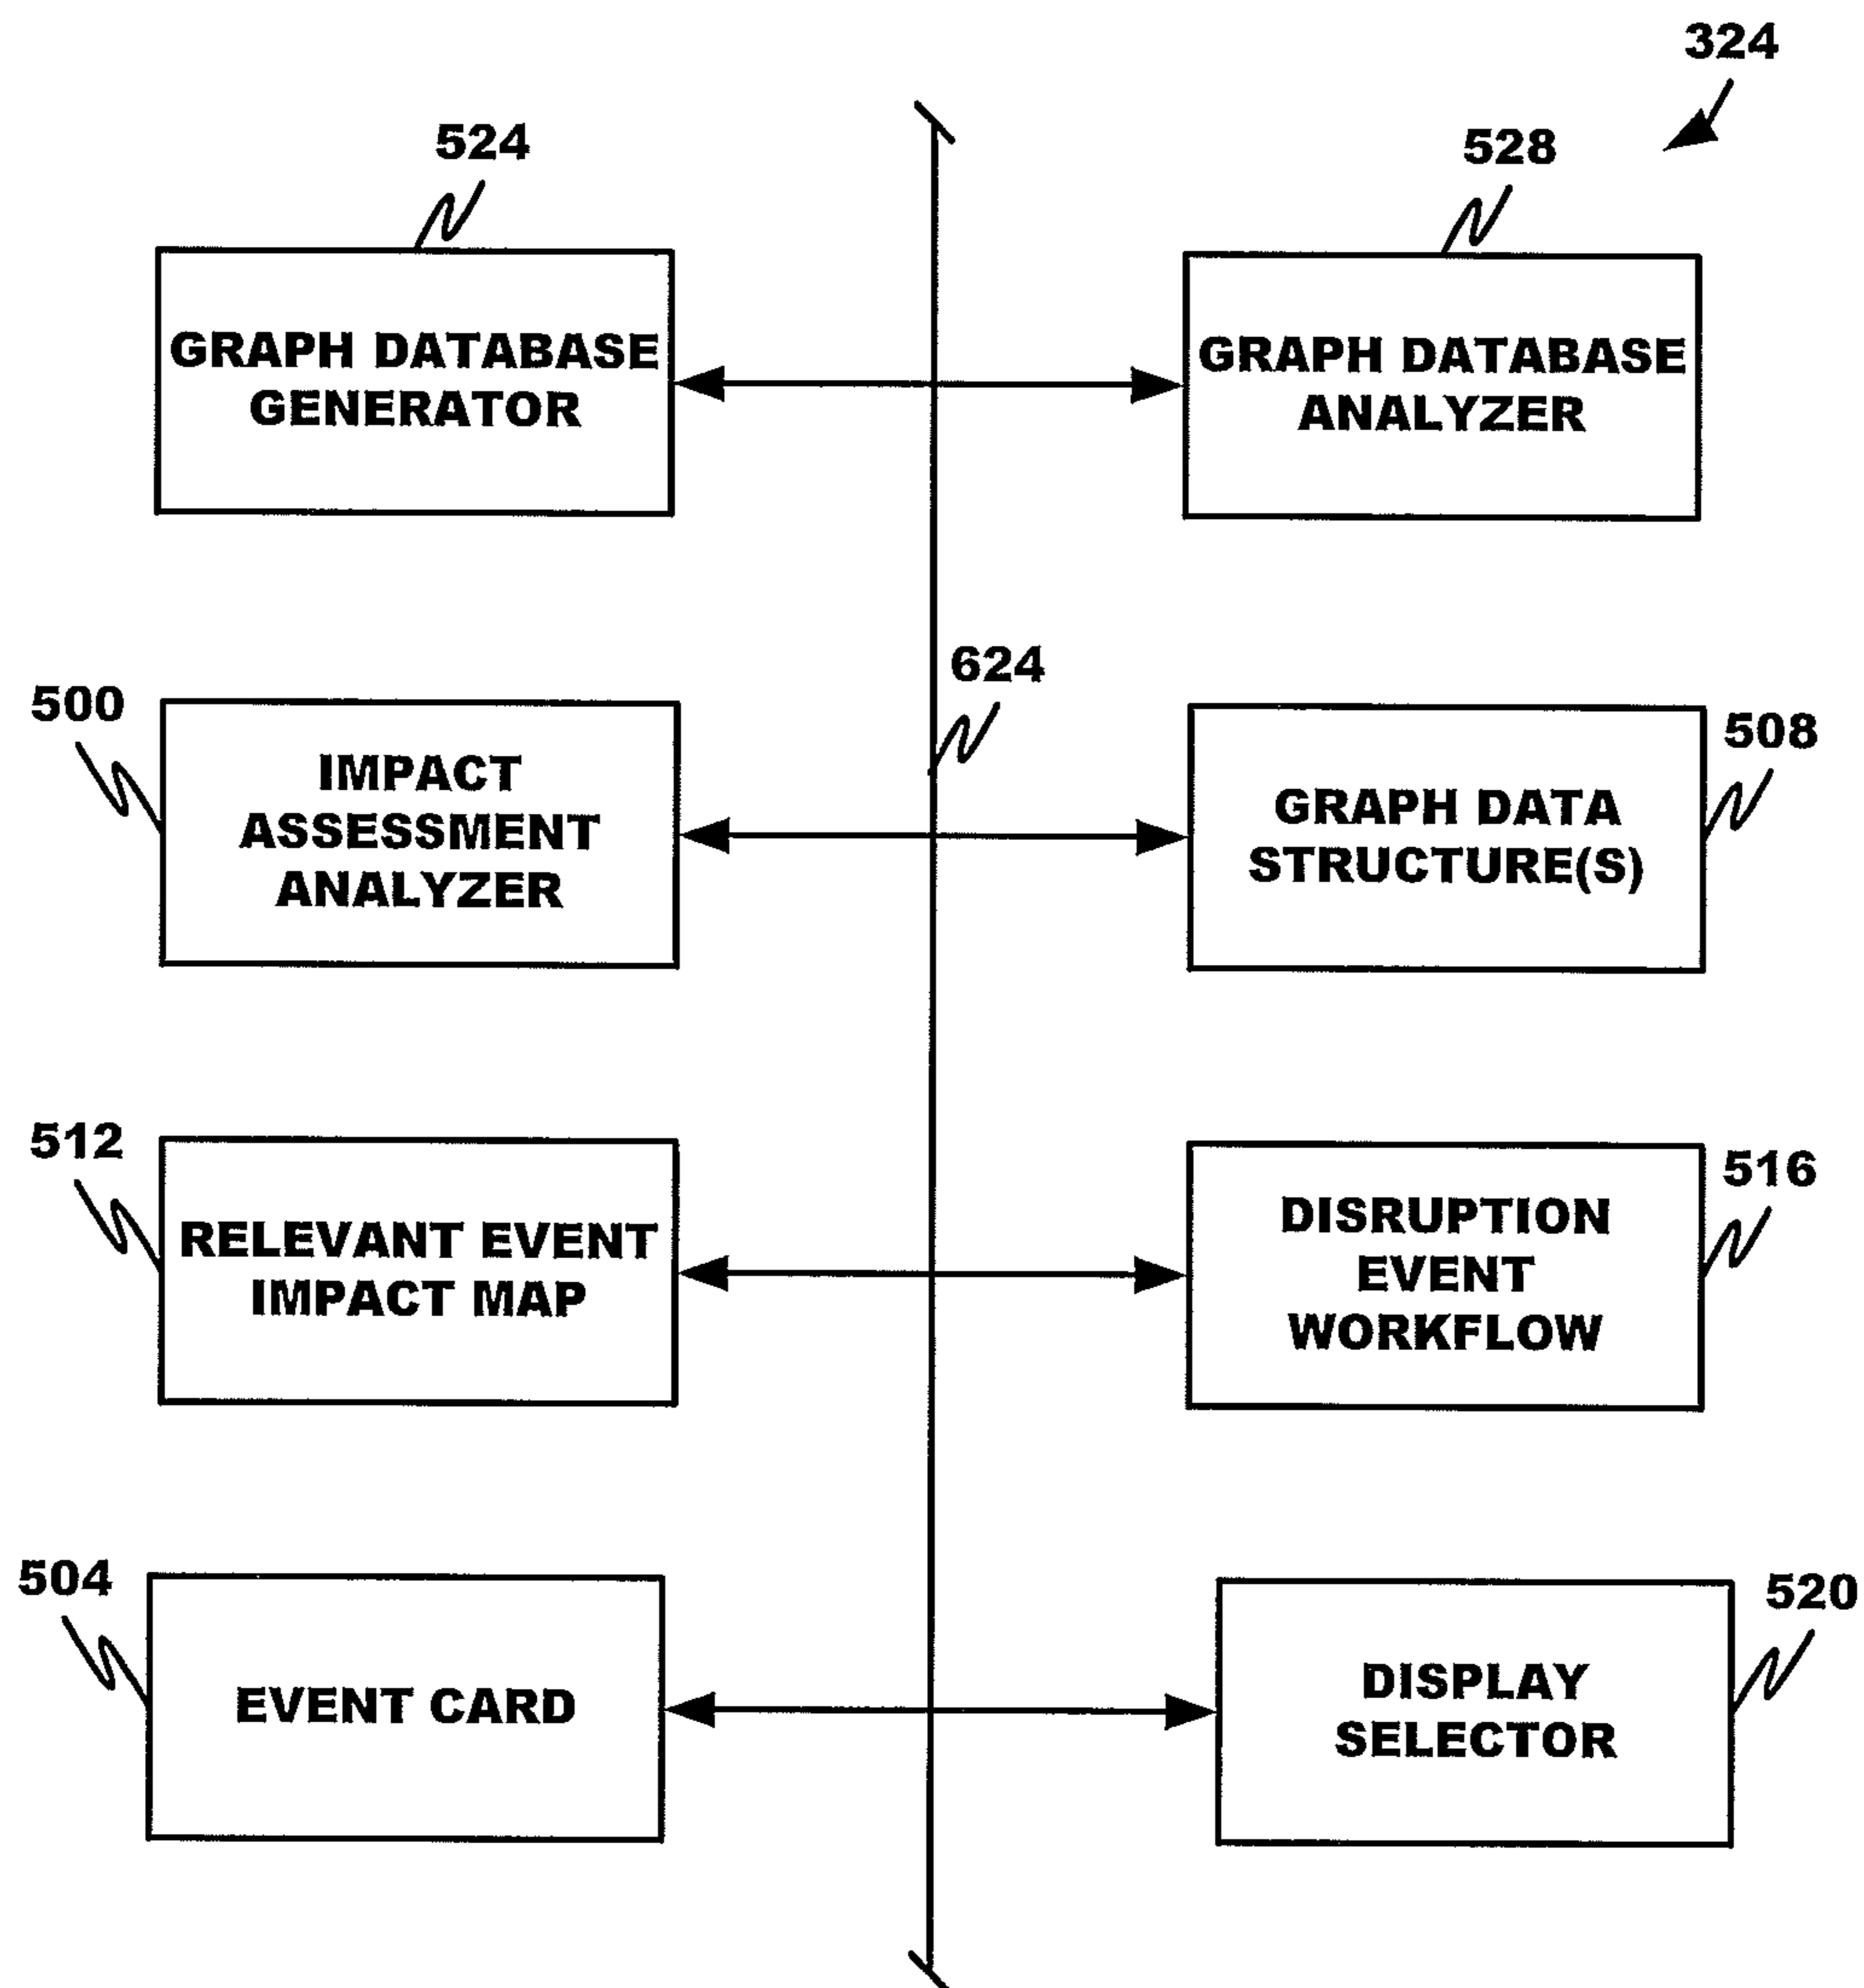 324
524
528
GRAPH DATABASE
GENERATOR
GRAPH DATABASE
ANALYZER
624
500
508
IMPACT
ASSESSMENT
ANALYZER
GRAPH DATA
STRUCTURE(S)
512
516
RELEVANT EVENT
IMPACT MAP
DISRUPTION
EVENT
WORKFLOW
504
520
EVENT CARD
DISPLAY
SELECTOR